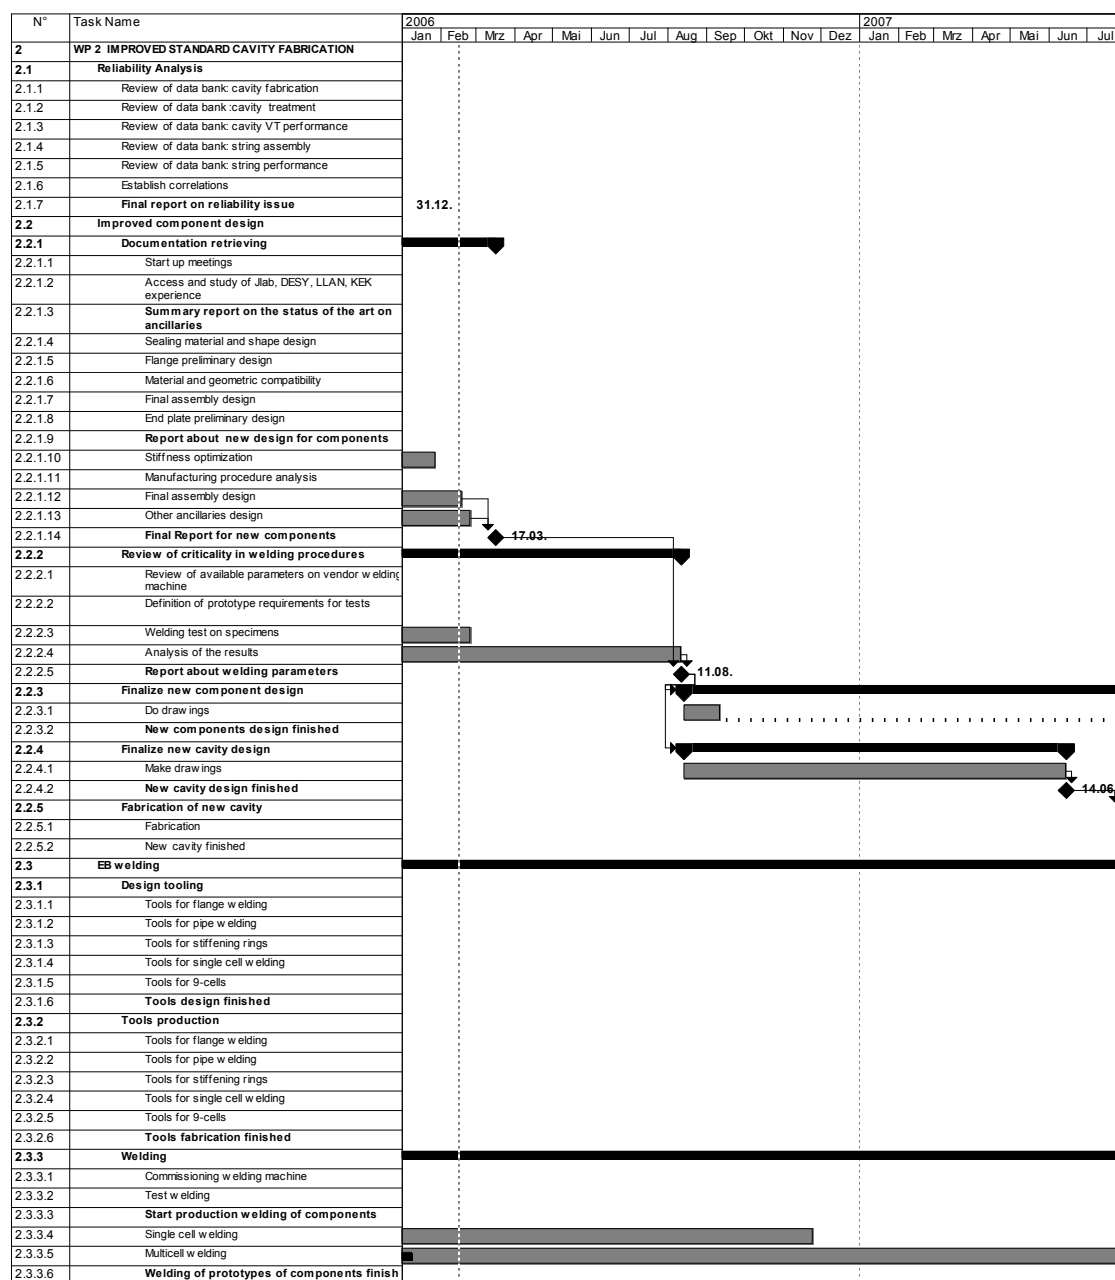 N° Task Name 2006 2007
Jan Feb Mrz Apr Mai Jun Jul Aug Sep Okt Nov Dez Jan Feb Mrz Apr Mai Jun Jul
2 WP 2 IMPROVED STANDARD CAVITY FABRICATION
2.1 Reliability Analysis
2.1.1 Review of data bank: cavity fabrication
2.1.2 Review of data bank :cavity treatment
2.1.3 Review of data bank: cavity VT performance
2.1.4 Review of data bank: string assembly
2.1.5 Review of data bank: string performance
2.1.6 Establish correlations
2.1.7 Final report on reliability issue 31.12.
2.2 Improved component design
2.2.1 Documentation retrieving
2.2.1.1 Start up meetings
2.2.1.2 Access and study of Jlab, DESY, LLAN, KEK
experience
2.2.1.3 Summary report on the status of the art on
ancillaries
2.2.1.4 Sealing material and shape design
2.2.1.5 Flange preliminary design
2.2.1.6 Material and geometric compatibility
2.2.1.7 Final assembly design
2.2.1.8 End plate preliminary design
2.2.1.9 Report about new design for components
2.2.1.10 Stiffness optimization
2.2.1.11 Manufacturing procedure analysis
2.2.1.12 Final assembly design
2.2.1.13 Other ancillaries design
2.2.1.14 Final Report for new components 17.03.
2.2.2 Review of criticality in welding procedures
2.2.2.1 Review of available parameters on vendor welding
machine
2.2.2.2 Definition of prototype requirements for tests
2.2.2.3 Welding test on specimens
2.2.2.4 Analysis of the results
2.2.2.5 Report about welding parameters 11.08.
2.2.3 Finalize new component design
2.2.3.1 Do drawings
2.2.3.2 New components design finished
2.2.4 Finalize new cavity design
2.2.4.1 Make drawings
2.2.4.2 New cavity design finished 14.06
2.2.5 Fabrication of new cavity
2.2.5.1 Fabrication
2.2.5.2 New cavity finished
2.3 EB welding
2.3.1 Design tooling
2.3.1.1 Tools for flange welding
2.3.1.2 Tools for pipe welding
2.3.1.3 Tools for stiffening rings
2.3.1.4 Tools for single cell welding
2.3.1.5 Tools for 9-cells
2.3.1.6 Tools design finished
2.3.2 Tools production
2.3.2.1 Tools for flange welding
2.3.2.2 Tools for pipe welding
2.3.2.3 Tools for stiffening rings
2.3.2.4 Tools for single cell welding
2.3.2.5 Tools for 9-cells
2.3.2.6 Tools fabrication finished
2.3.3 Welding
2.3.3.1 Commissioning welding machine
2.3.3.2 Test welding
2.3.3.3 Start production welding of components
2.3.3.4 Single cell welding
2.3.3.5 Multicell welding
2.3.3.6 Welding of prototypes of components finish